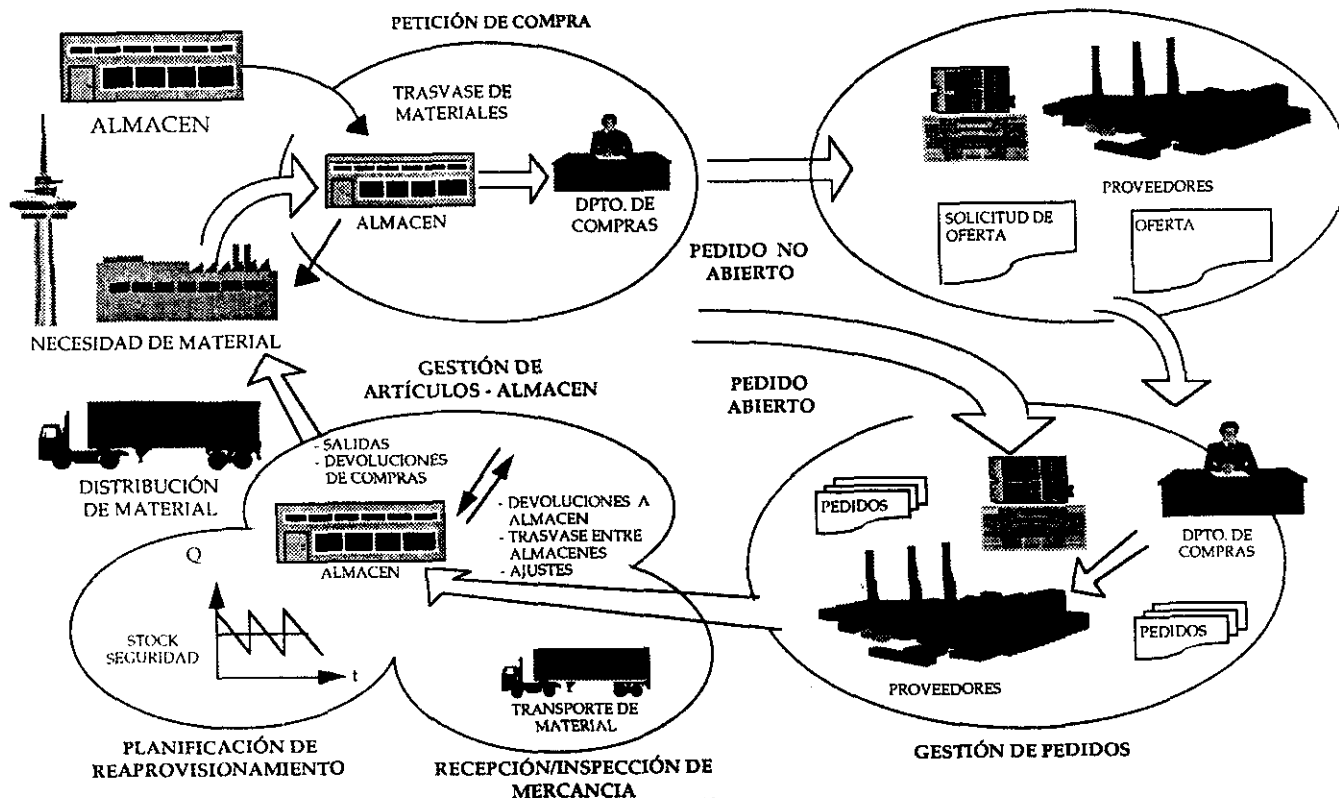 PETICIÓN DE COMPRA
ALMACEN
TRASVASE DE
MATERIALES
ALMACEN
DPTO. DE
COMPRAS
PROVEEDORES
SOLICITUD DE
OFERTA
OFERTA
PEDIDO NO
ABIERTO
NECESIDAD DE MATERIAL
GESTIÓN DE
ARTÍCULOS - ALMACEN
PEDIDO
ABIERTO
DISTRIBUCIÓN
DE MATERIAL
- SALIDAS
- DEVOLUCIONES
DE COMPRAS
- DEVOLUCIONES A
ALMACEN
- TRASVASE ENTRE
ALMACENES
- AJUSTES
ALMACEN
Q
STOCK
SEGURIDAD
t
PEDIDOS
DPTO. DE
COMPRAS
PEDIDOS
PROVEEDORES
TRANSPORTE DE
MATERIAL
PLANIFICACIÓN DE
REAPROVISIONAMIENTO
RECEPCIÓN/INSPECCIÓN DE
MERCANCIA
GESTIÓN DE PEDIDOS